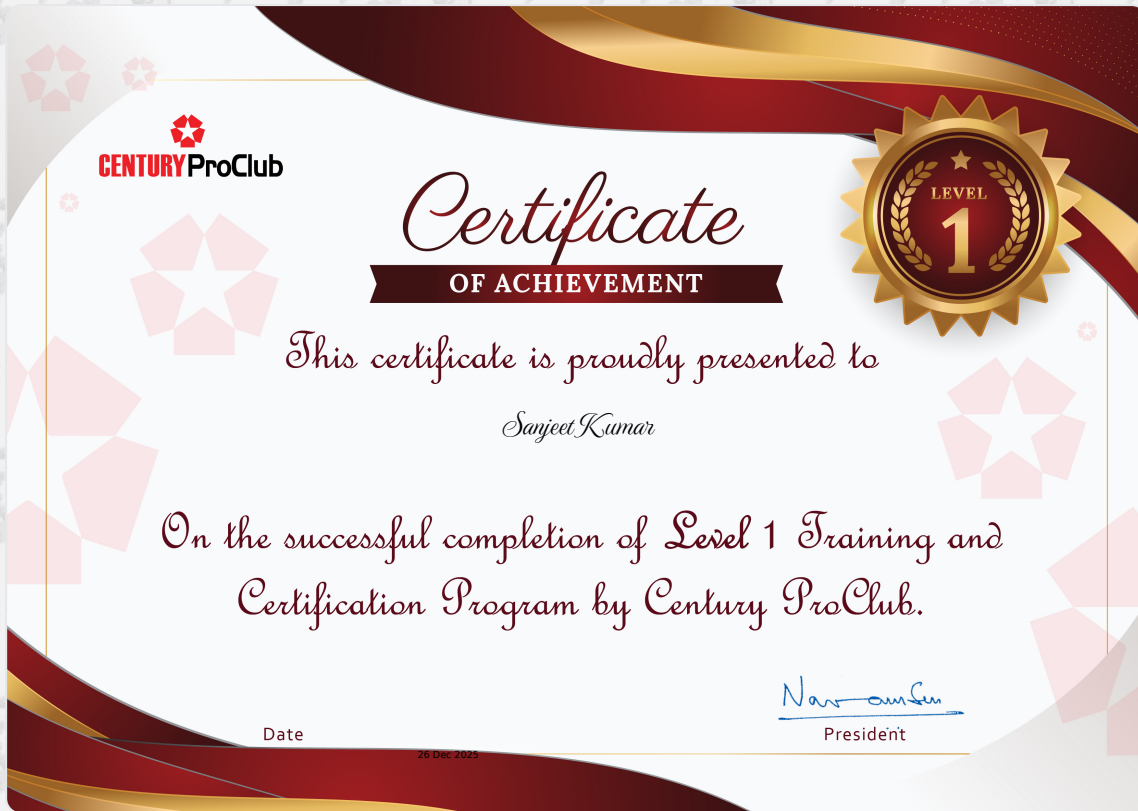 CENTURY ProClub
LEVEL
1
Certificate
OF ACHIEVEMENT
This certificate is proudly presented to
Sanjeet Kumar
On the successful completion of Level 1 Training and
Certification Program by Century ProClub.
Date
President
26 Dec 2025